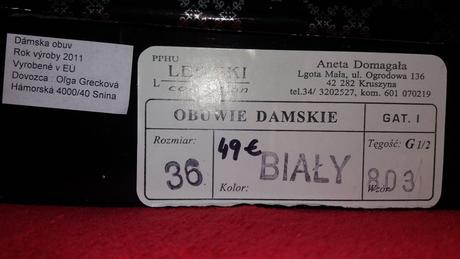 Dámska obuv
Rok výroby 2011
Vyrobené v EÚ
Dovozca : Oľga Grecková
Hámorská 4000/40 Snina
PPHU
L
Aneta Domagała
Lgota Mała, ul. Ogrodowa 136
42 282 Kruszyna
tel.34/ 3202527, kom. 601 070219
OBUWIE DAMSKIE
GAT. I
Rozmiar:
36
49 €
Kolor:
BIAŁY
Tęgość: G 1/2
Wzór:
803